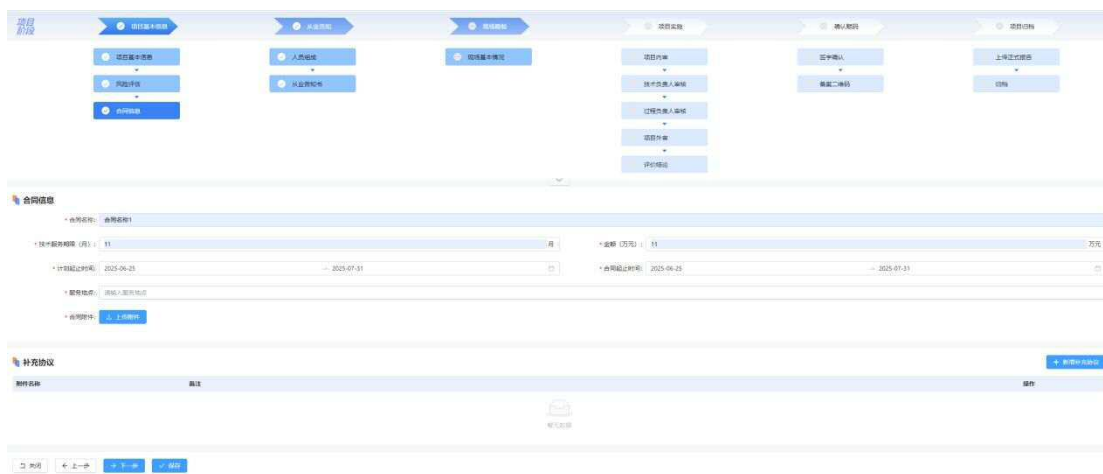 项目阶段
项目基本信息 从业告知 现场勘验 项目实施 确认赋码 项目归档
项目基本信息 人员组成 现场基本情况 项目内审 签字确认 上传正式报告
风险评估 从业告知书 技术负责人审核 备案二维码 归档
合同信息 过程负责人审核
项目外审
评价结论
合同信息
* 合同名称: 合同名称1
* 技术服务期限（月）: 11 月 * 金额（万元）: 11 万元
* 计划起止时间: 2025-06-25 ~ 2025-07-31 * 合同起止时间: 2025-06-25 ~ 2025-07-31
* 服务地点: 请输入服务地点
* 合同附件: 上传附件
补充协议 + 新增补充协议
附件名称 备注 操作
暂无数据
关闭 ← 上一步 → 下一步 ✓ 保存